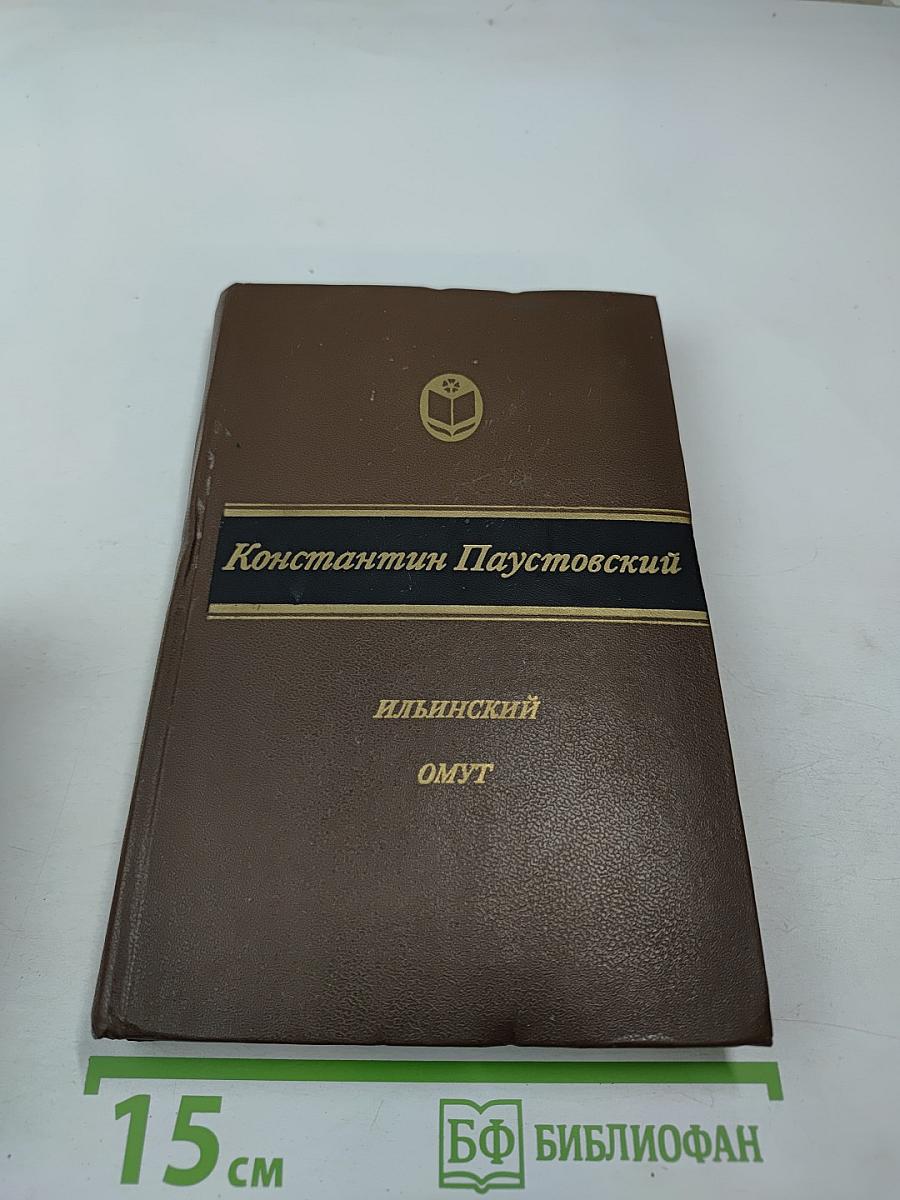 Константин Паустовский
ИЛЬИНСКИЙ
ОМУТ
15 см
БФ БИБЛИОФАН